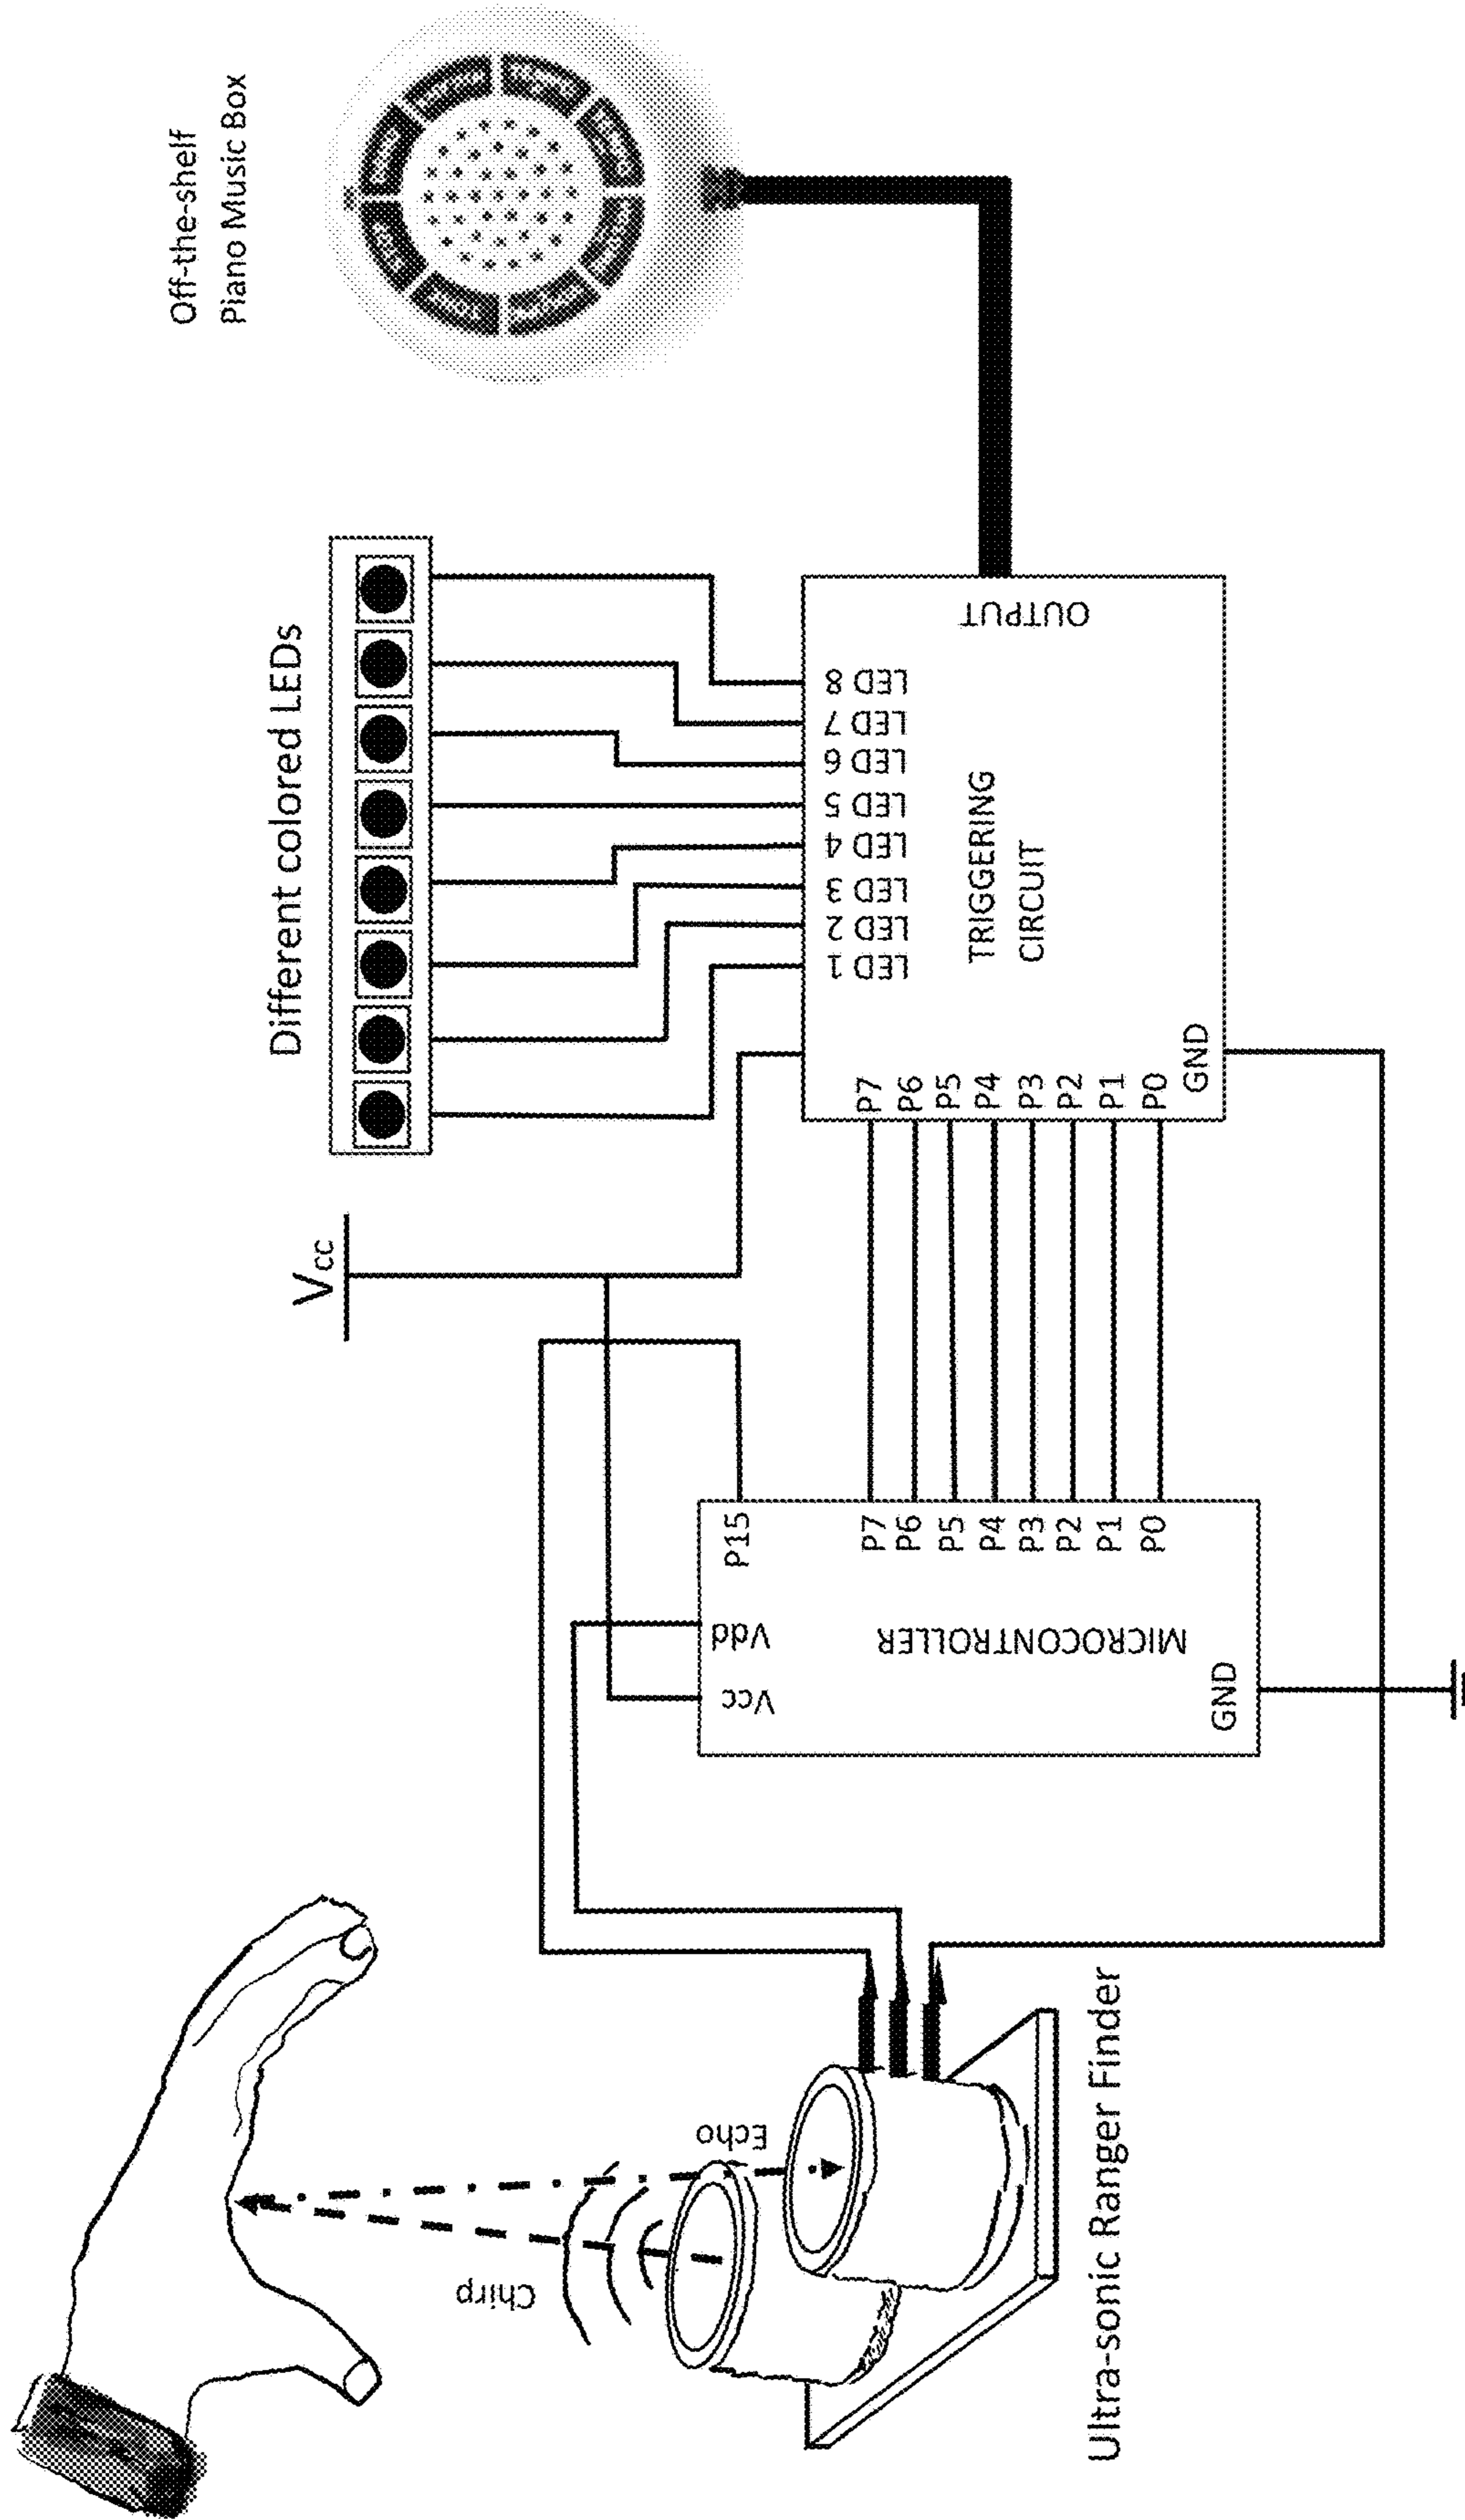 Off-the-shelf
Piano Music Box
Different colored LEDs
Vcc
Chirp
Echo
Ultra-sonic Ranger Finder
Vcc
Vdd
P15
P7
P6
P5
P4
P3
P2
P1
P0
MICROCONTROLLER
GND
P7
P6
P5
P4
P3
P2
P1
P0
GND
LED 1
LED 2
LED 3
LED 4
LED 5
LED 6
LED 7
LED 8
TRIGGERING
CIRCUIT
OUTPUT